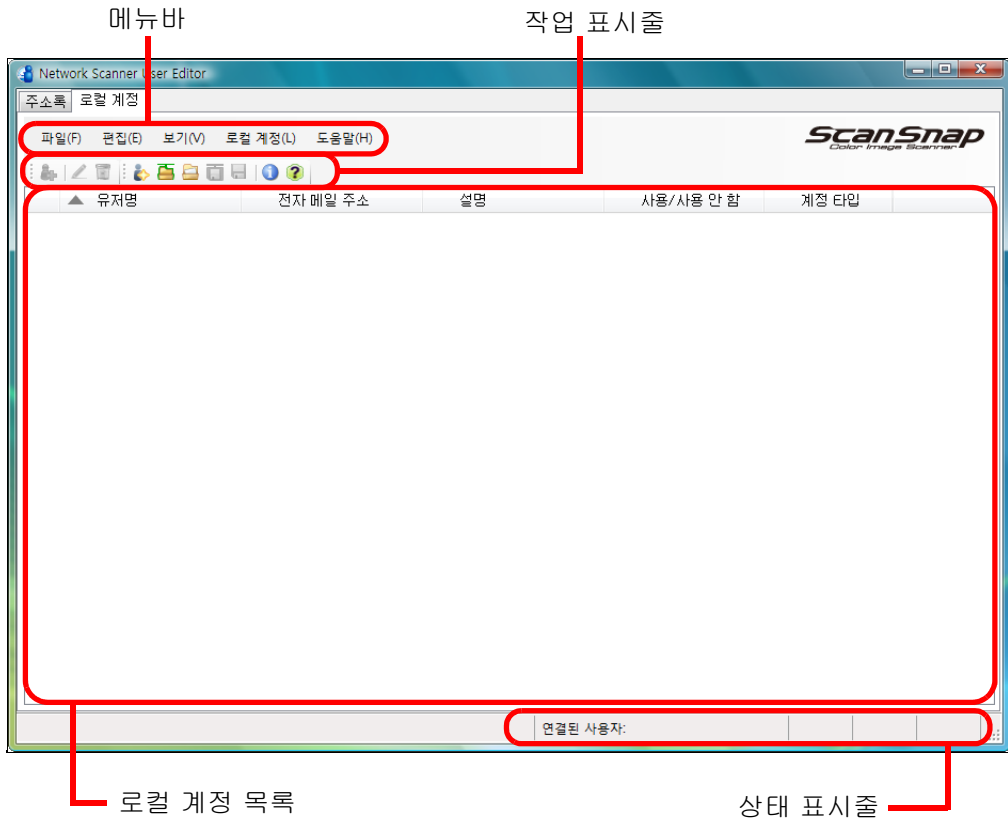 메뉴바
작업 표시줄
Network Scanner User Editor
주소록 로컬 계정
파일(F) 편집(E) 보기(V) 로컬 계정(L) 도움말(H)
ScanSnap
Color Image Scanner
유저명 전자 메일 주소 설명 사용/사용 안 함 계정 타입
연결된 사용자:
로컬 계정 목록
상태 표시줄